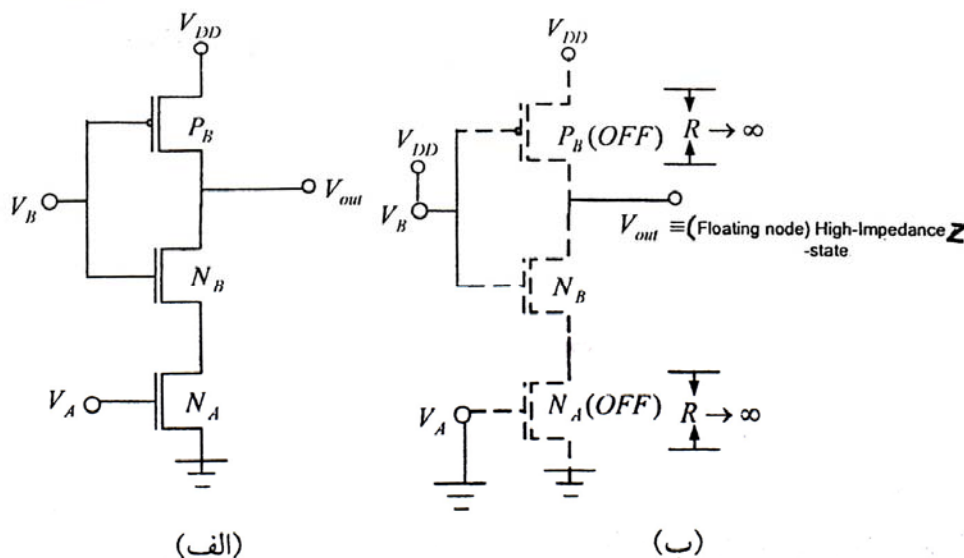 V_DD
P_B
V_B
V_out
N_B
V_A
N_A
(الف)
V_DD
P_B (OFF)
R → ∞
V_DD
V_B
V_out ≡ (Floating node) High-Impedance Z
-state
N_B
N_A (OFF)
R → ∞
V_A
(ب)